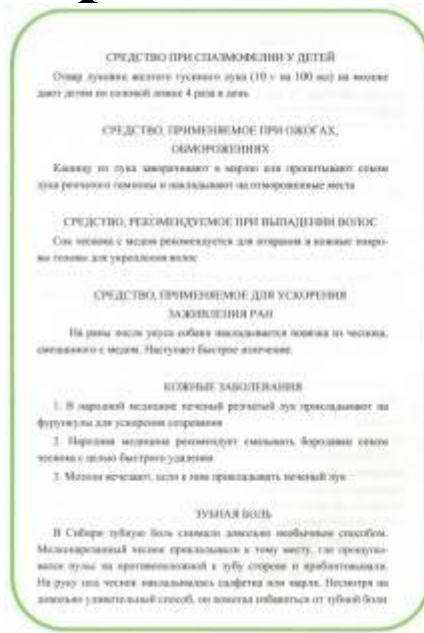 СРЕДСТВО ПРИ СПАЗМОФЕЛИИ У ДЕТЕЙ
Отвар луковиц желтого гусиного лука (10 г на 100 мл) на молоке
дают детям по столовой ложке 4 раза в день
СРЕДСТВО, ПРИМЕНЯЕМОЕ ПРИ ОЖОГАХ,
ОБМОРОЖЕНИЯХ
Кашицу из лука заворачивают в марлю или пропитывают соком
лука репчатого тампоны и накладывают на отмороженные места
СРЕДСТВО, РЕКОМЕНДУЕМОЕ ПРИ ВЫПАДЕНИИ ВОЛОС
Сок чеснока с медом рекомендуется для втирания в кожные покро-
вы головы для укрепления волос
СРЕДСТВО, ПРИМЕНЯЕМОЕ ДЛЯ УСКОРЕНИЯ
ЗАЖИВЛЕНИЯ РАН
На раны после укуса собаки накладывается повязка из чеснока,
смешанного с медом. Наступает быстрое излечение.
КОЖНЫЕ ЗАБОЛЕВАНИЯ
1. В народной медицине печеный репчатый лук прикладывают на
фурункулы для ускорения созревания
2. Народная медицина рекомендует смазывать бородавки соком
чеснока с целью быстрого удаления
3. Мозоли исчезают, если к ним прикладывать печеный лук
ЗУБНАЯ БОЛЬ
В Сибири зубную боль снимали довольно необычным способом.
Мелконарезанный чеснок прикладывали к тому месту, где прощупы-
вался пульс на противоположной к зубу стороне и прибинтовывали.
На руку под чеснок накладывалась салфетка или марля. Несмотря на
довольно удивительный способ, он помогал избавиться от зубной боли